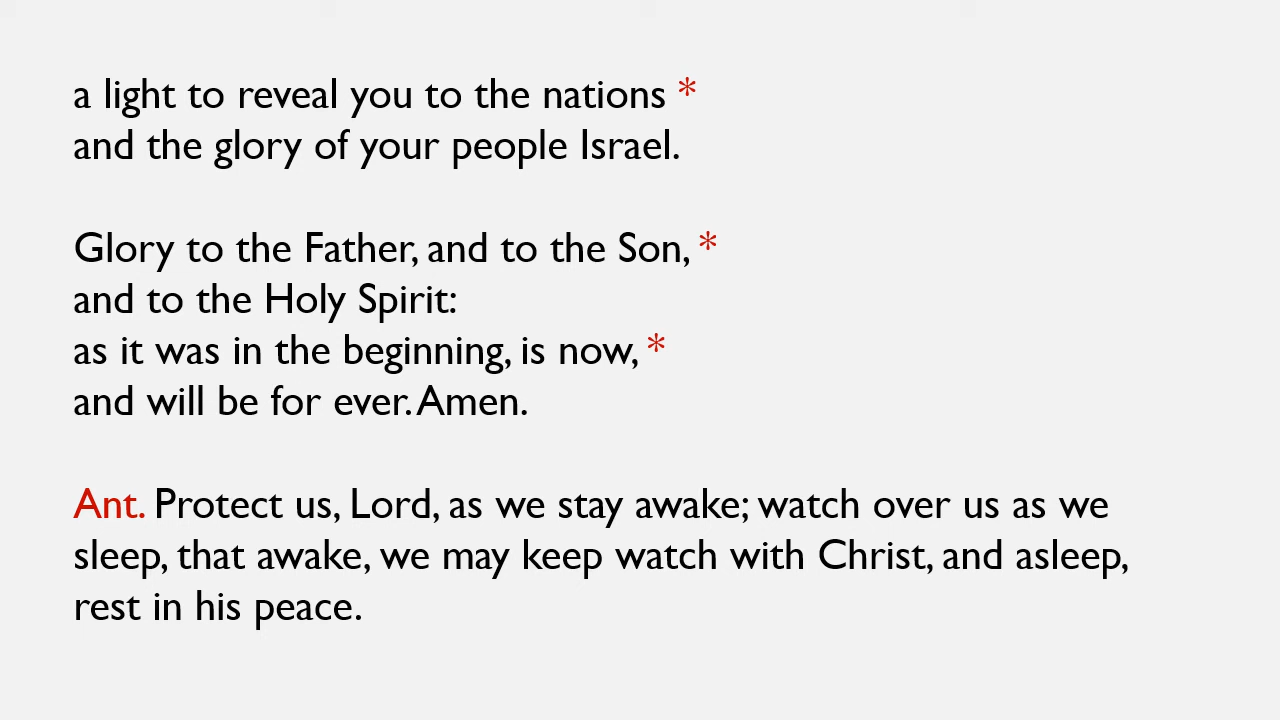 a light to reveal you to the nations *
and the glory of your people Israel.
Glory to the Father, and to the Son, *
and to the Holy Spirit:
as it was in the beginning, is now, *
and will be for ever. Amen.
Ant. Protect us, Lord, as we stay awake; watch over us as we
sleep, that awake, we may keep watch with Christ, and asleep,
rest in his peace.